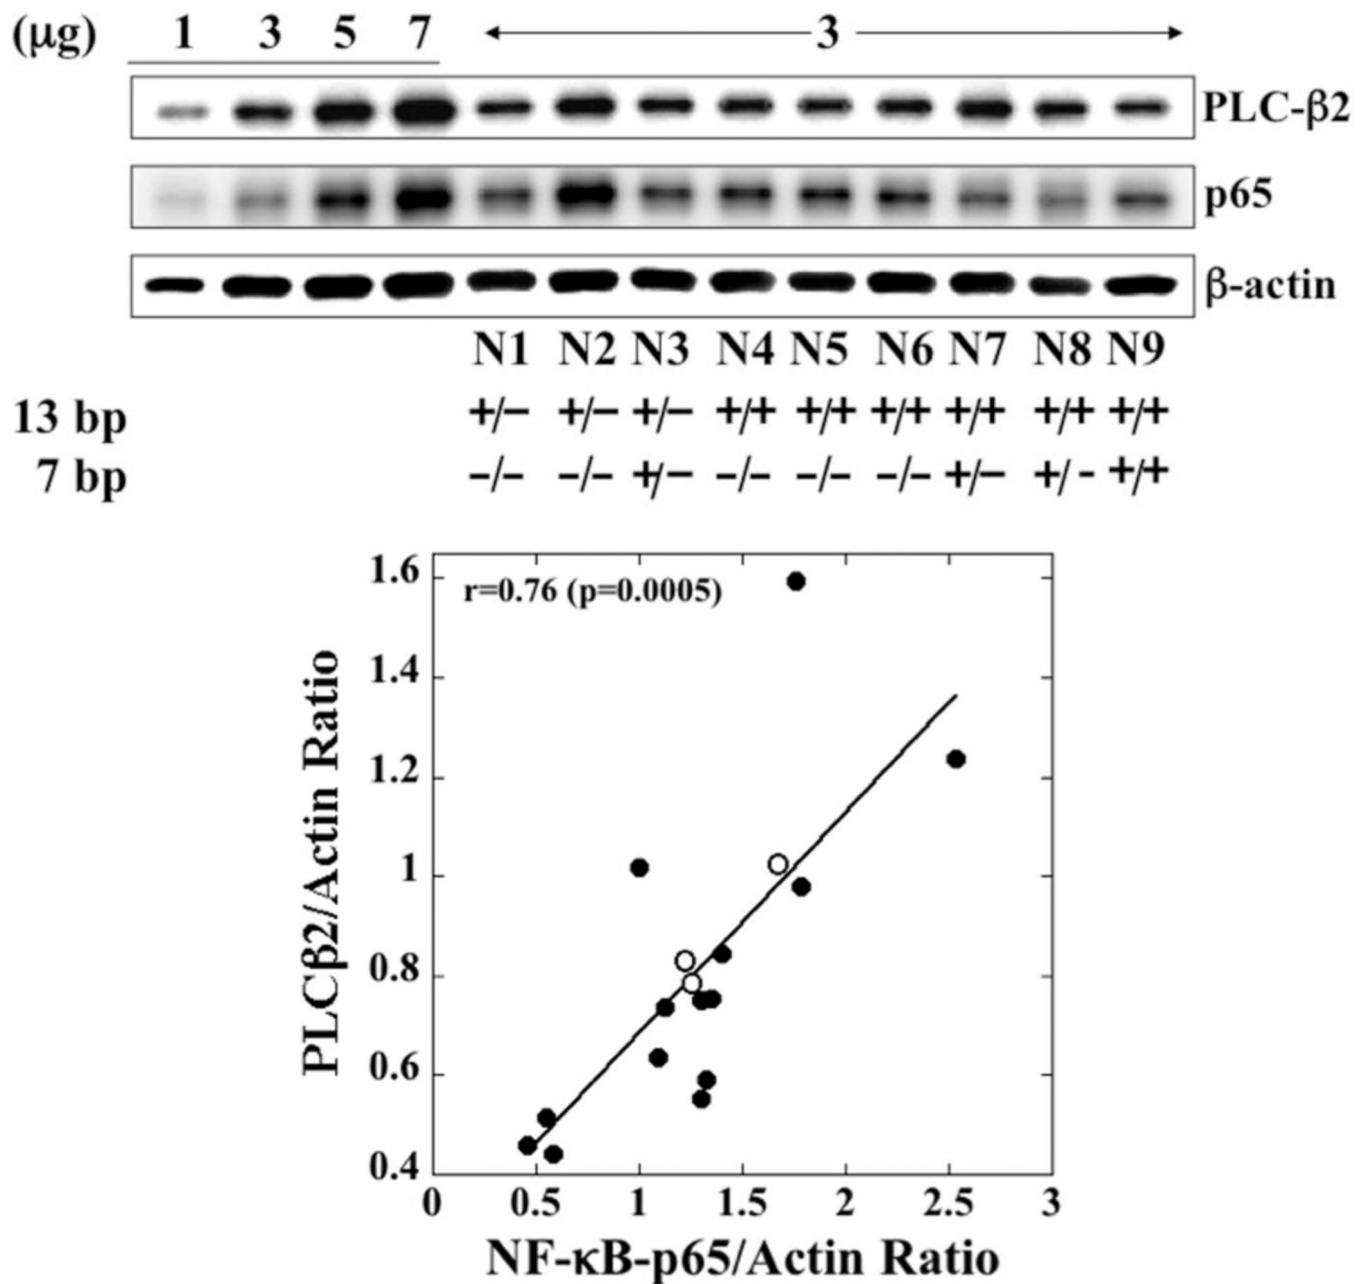 (μg) 1 3 5 7 3
PLC-β2
p65
β-actin
N1 N2 N3 N4 N5 N6 N7 N8 N9
13 bp +/− +/− +/− +/+ +/+ +/+ +/+ +/+ +/+
7 bp −/− −/− +/− −/− −/− −/− +/− +/- +/+
r=0.76 (p=0.0005)
1.6
1.4
1.2
1
0.8
0.6
0.4
PLCβ2/Actin Ratio
0 0.5 1 1.5 2 2.5 3
NF-κB-p65/Actin Ratio